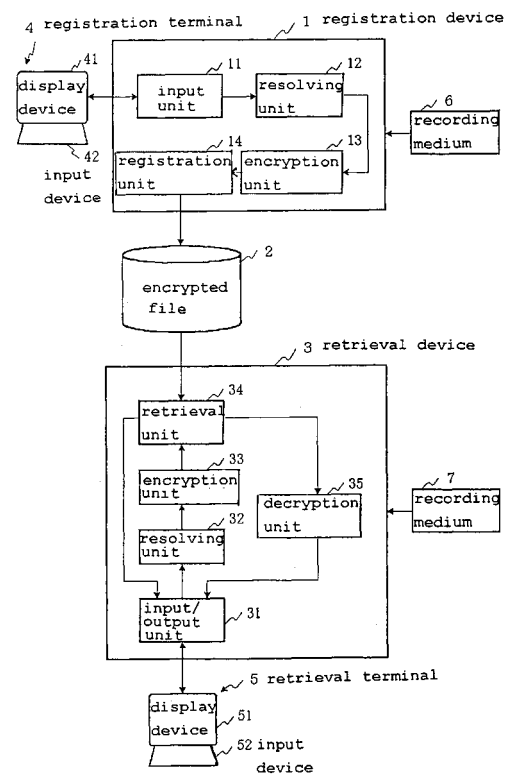 4 registration terminal
1 registration device
41
display
device
42
input
device
11
input
unit
12
resolving
unit
13
encryption
unit
14
registration
unit
6
recording
medium
2
encrypted
file
3 retrieval device
34
retrieval
unit
33
encryption
unit
32
resolving
unit
35
decryption
unit
31
input/
output
unit
7
recording
medium
5 retrieval terminal
display
device
51
52 input
device